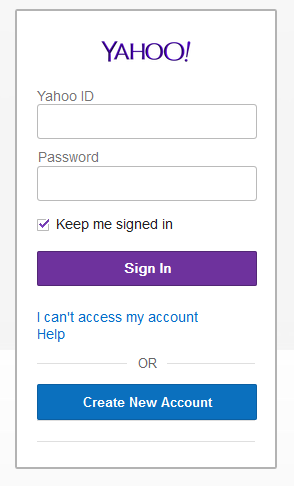 YAHOO!
Yahoo ID
Password
Keep me signed in
Sign In
I can't access my account
Help
OR
Create New Account